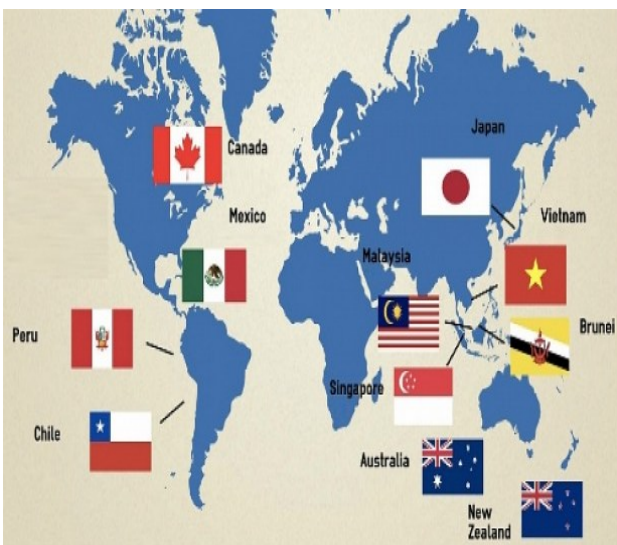 Canada
Japan
Mexico
Vietnam
Malaysia
Peru
Brunei
Singapore
Chile
Australia
New
Zealand